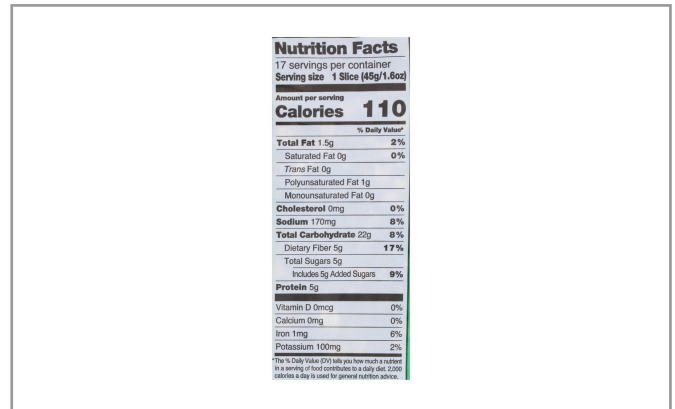 Nutrition Facts
17 servings per container
Serving size 1 Slice (45g/1.6oz)
Amount per serving
Calories 110
% Daily Value*
Total Fat 1.5g 2%
Saturated Fat 0g 0%
Trans Fat 0g
Polyunsaturated Fat 1g
Monounsaturated Fat 0g
Cholesterol 0mg 0%
Sodium 170mg 8%
Total Carbohydrate 22g 8%
Dietary Fiber 5g 17%
Total Sugars 5g
Includes 5g Added Sugars 9%
Protein 5g
Vitamin D 0mcg 0%
Calcium 0mg 0%
Iron 1mg 6%
Potassium 100mg 2%
*The % Daily Value (DV) tells you how much a nutrient
in a serving of food contributes to a daily diet. 2,000
calories a day is used for general nutrition advice.